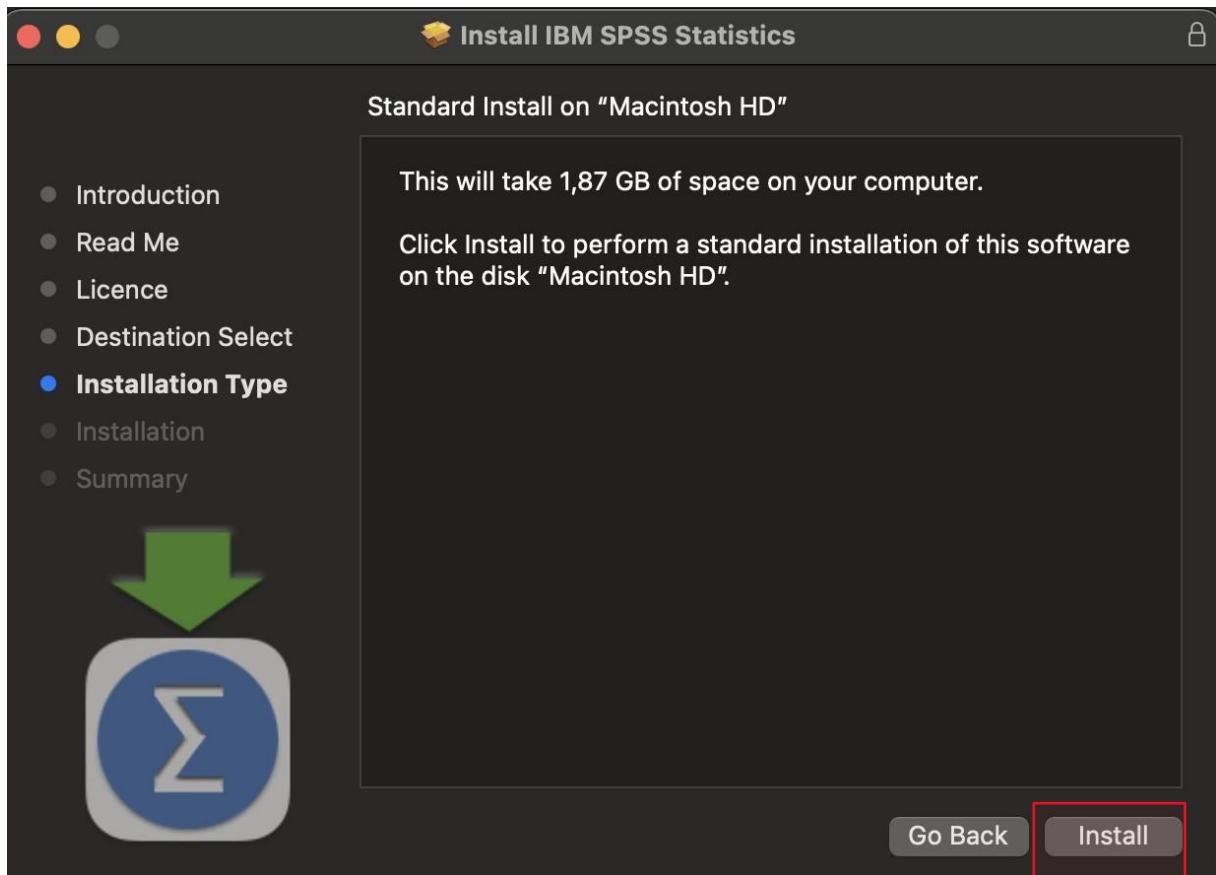 Install IBM SPSS Statistics
Standard Install on “Macintosh HD”
Introduction
Read Me
Licence
Destination Select
Installation Type
Installation
Summary
This will take 1,87 GB of space on your computer.
Click Install to perform a standard installation of this software
on the disk “Macintosh HD”.
Σ
Go Back
Install